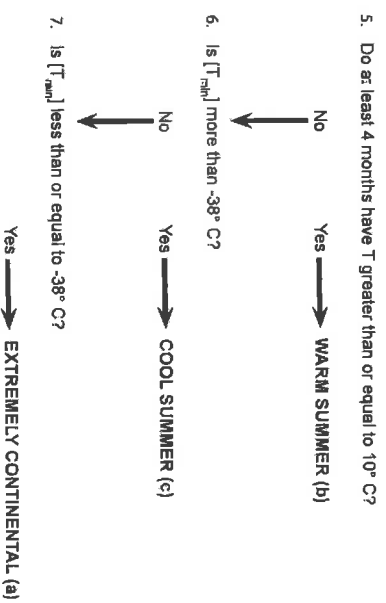 5. Do at least 4 months have T greater than or equal to 10° C?
No Yes WARM SUMMER (b)
6. Is [Tmin] more than -38° C?
No Yes COOL SUMMER (c)
7. Is [Tmin] less than or equal to -38° C?
Yes EXTREMELY CONTINENTAL (a)